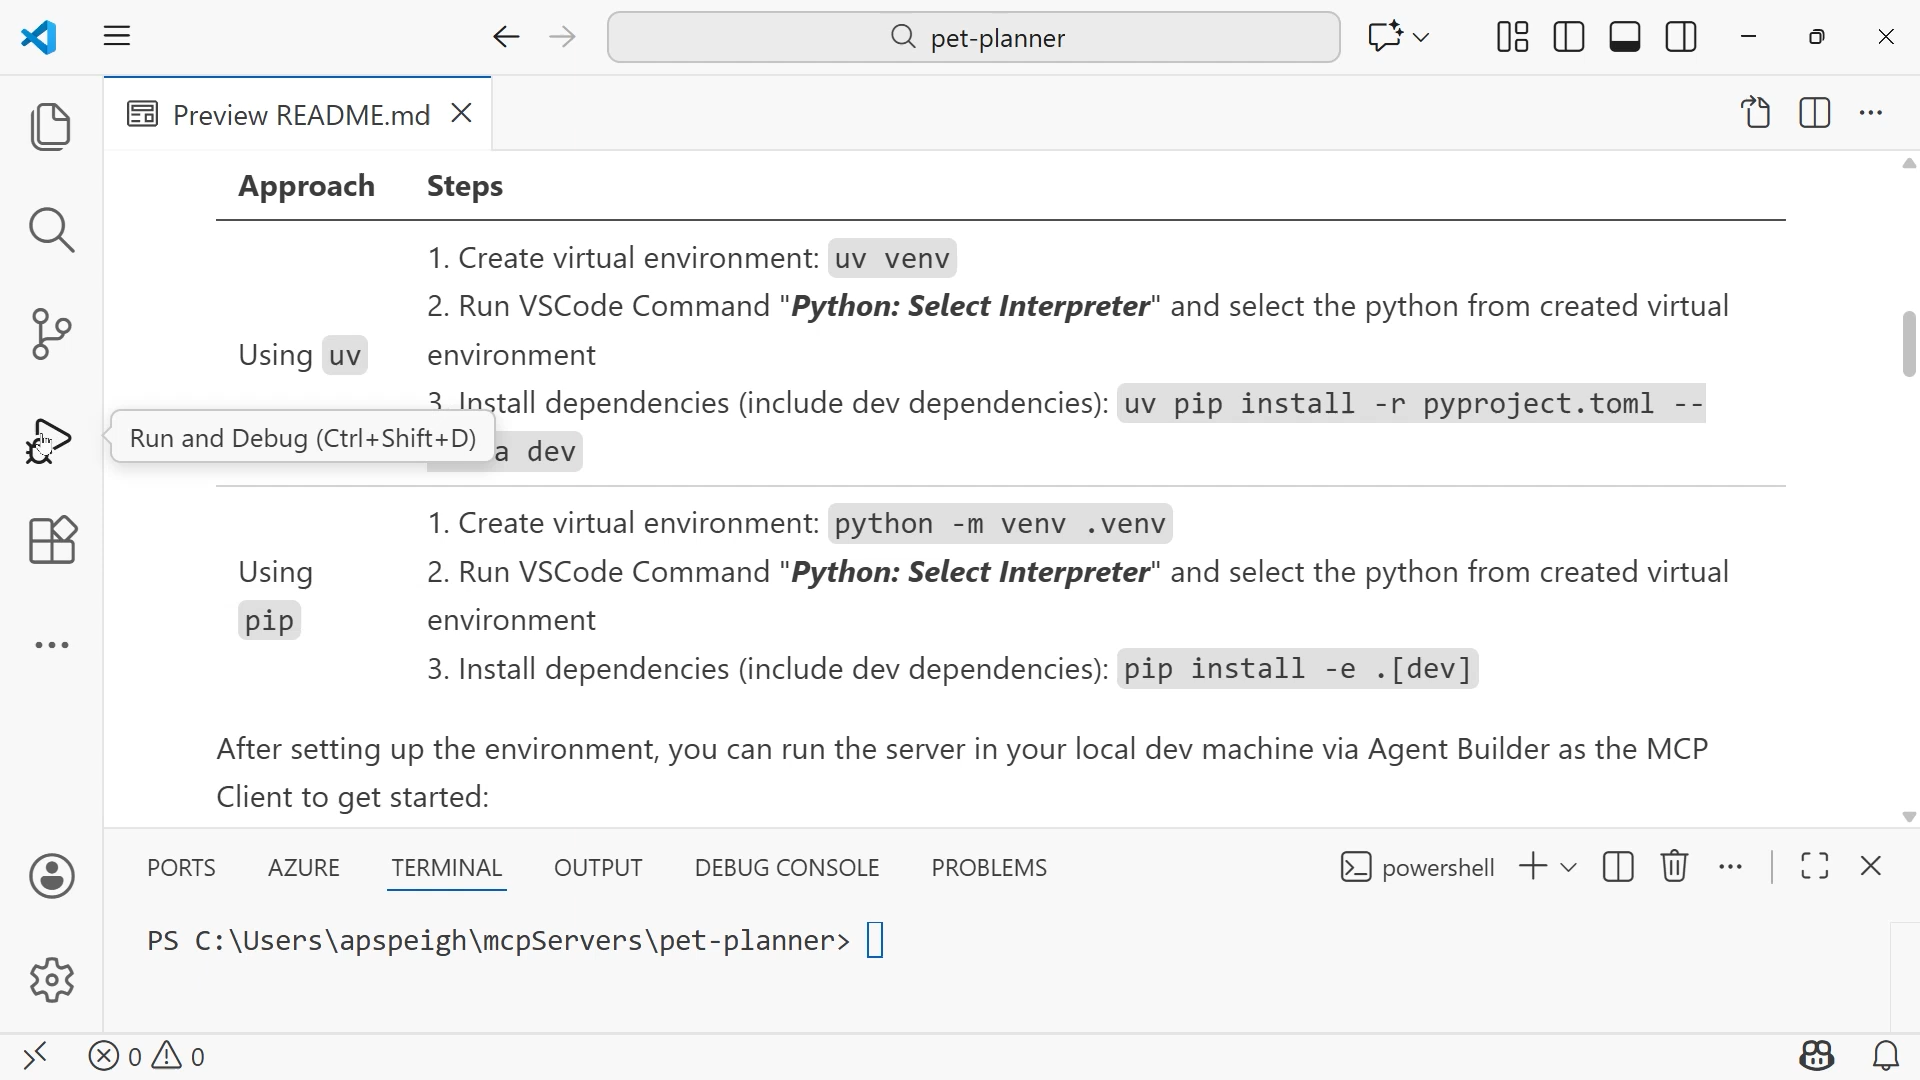 pet-planner
Preview README.md
Approach Steps
1. Create virtual environment: uv venv
2. Run VSCode Command "Python: Select Interpreter" and select the python from created virtual
environment
Using uv
3. Install dependencies (include dev dependencies): uv pip install -r pyproject.toml --
a dev
Run and Debug (Ctrl+Shift+D)
1. Create virtual environment: python -m venv .venv
2. Run VSCode Command "Python: Select Interpreter" and select the python from created virtual
environment
Using
pip
3. Install dependencies (include dev dependencies): pip install -e .[dev]
After setting up the environment, you can run the server in your local dev machine via Agent Builder as the MCP
Client to get started:
PORTS AZURE TERMINAL OUTPUT DEBUG CONSOLE PROBLEMS powershell
PS C:\Users\apspeigh\mcpServers\pet-planner>
0 0